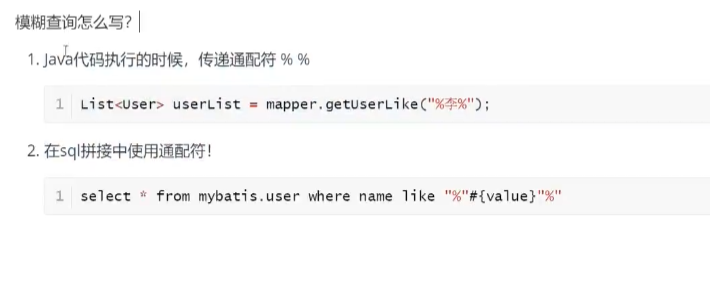 模糊查询怎么写？
1. Java代码执行的时候，传递通配符 % %
1 List<User> userList = mapper.getUserLike("%李%");
2. 在sql拼接中使用通配符！
1 select * from mybatis.user where name like "%"#{value}"%"